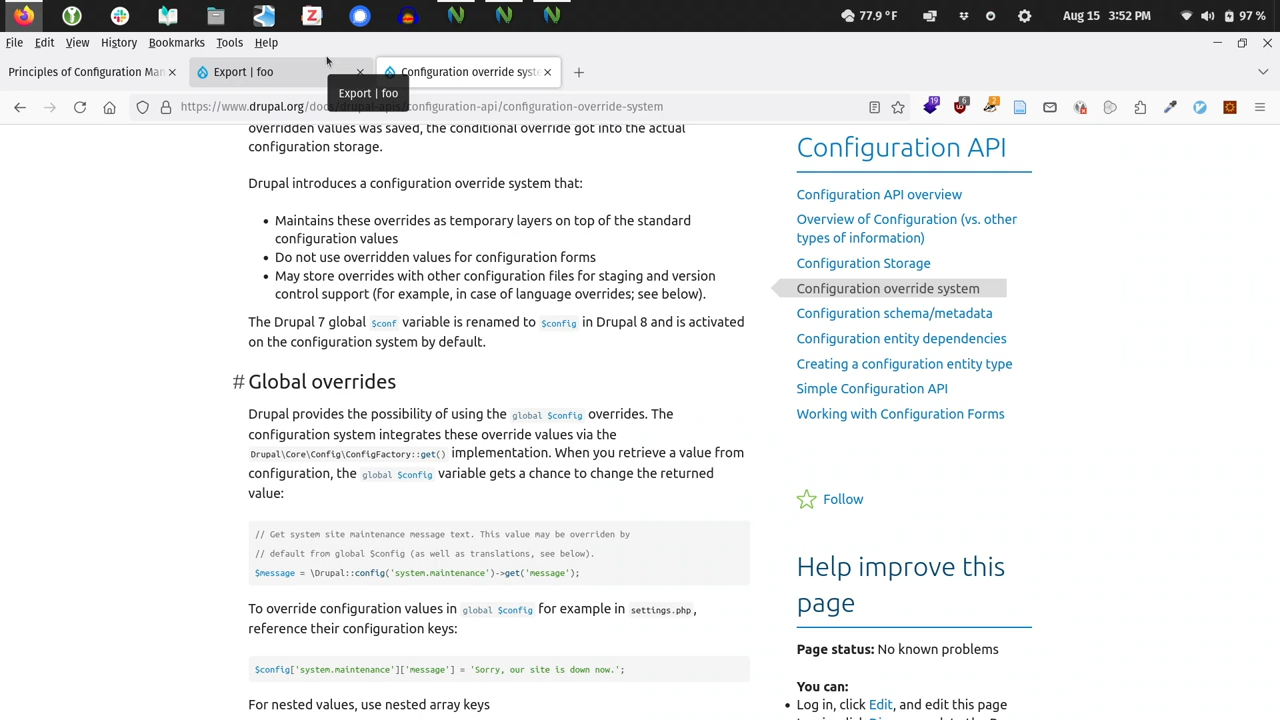 77.9 °F
Aug 15 3:52 PM
97 %
File Edit View History Bookmarks Tools Help
Principles of Configuration Man
Export | foo
Configuration override syst
Export | foo
https://www.drupal.org/docs/drupal-apis/configuration-api/configuration-override-system
19
6
2
overridden values was saved, the conditional override got into the actual
configuration storage.
Drupal introduces a configuration override system that:
• Maintains these overrides as temporary layers on top of the standard
configuration values
• Do not use overridden values for configuration forms
• May store overrides with other configuration files for staging and version
control support (for example, in case of language overrides; see below).
The Drupal 7 global $conf variable is renamed to $config in Drupal 8 and is activated
on the configuration system by default.
# Global overrides
Drupal provides the possibility of using the global $config overrides. The
configuration system integrates these override values via the
Drupal\Core\Config\ConfigFactory::get() implementation. When you retrieve a value from
configuration, the global $config variable gets a chance to change the returned
value:
// Get system site maintenance message text. This value may be overriden by
// default from global $config (as well as translations, see below).
$message = \Drupal::config('system.maintenance')->get('message');
To override configuration values in global $config for example in settings.php,
reference their configuration keys:
$config['system.maintenance']['message'] = 'Sorry, our site is down now.';
For nested values, use nested array keys
Configuration API
Configuration API overview
Overview of Configuration (vs. other
types of information)
Configuration Storage
Configuration override system
Configuration schema/metadata
Configuration entity dependencies
Creating a configuration entity type
Simple Configuration API
Working with Configuration Forms
Follow
Help improve this
page
Page status: No known problems
You can:
• Log in, click Edit, and edit this page